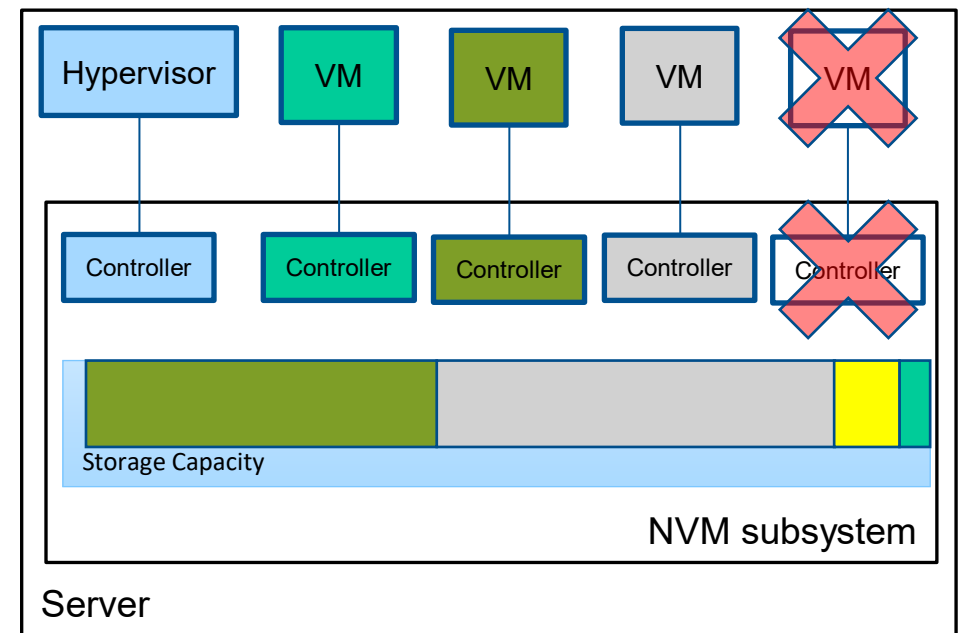 Hypervisor
VM
VM
VM
VM
Controller
Controller
Controller
Controller
Controller
Storage Capacity
NVM subsystem
Server